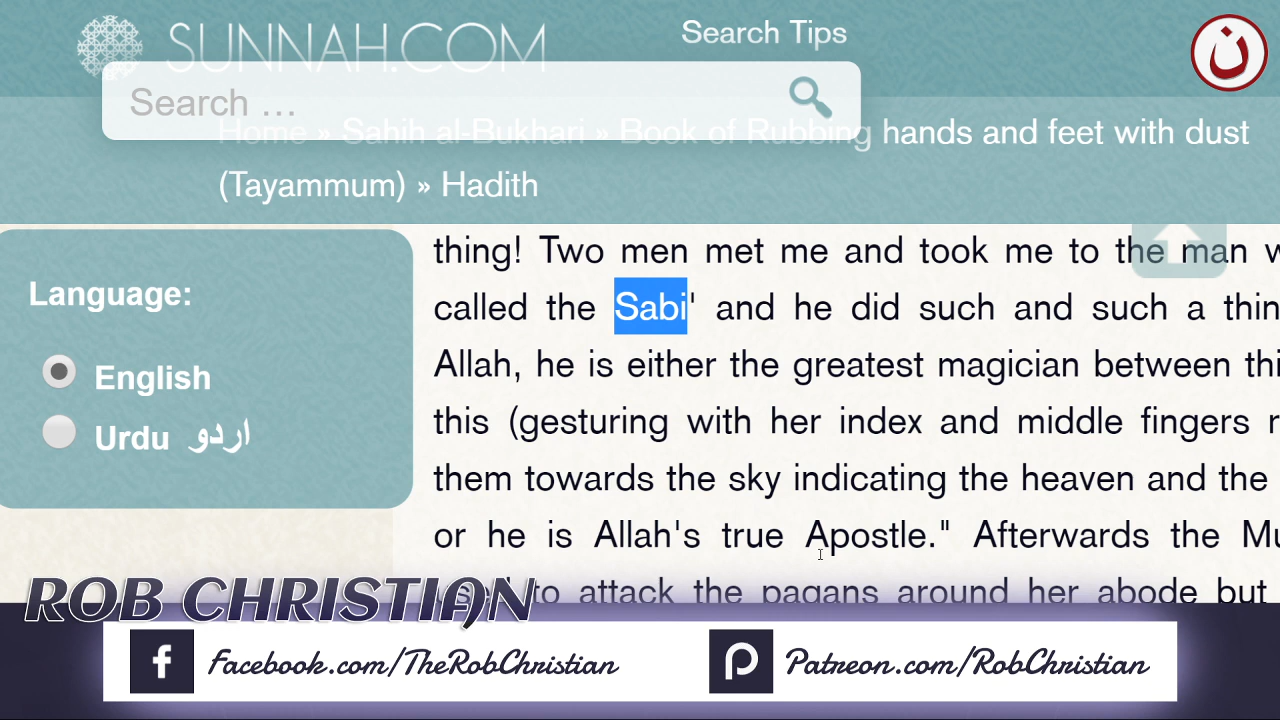 SUNNAH.COM
Search Tips
ن
Search ...
Home » Sahih al-Bukhari » Book of Rubbing hands and feet with dust
(Tayammum) » Hadith
Language:
English
Urdu اردو
thing! Two men met me and took me to the man
called the Sabi' and he did such and such a
Allah, he is either the greatest magician between
this (gesturing with her index and middle fingers
them towards the sky indicating the heaven and the
or he is Allah's true Apostle." Afterwards the
to attack the pagans around her abode but
ROB CHRISTIAN
Facebook.com/TheRobChristian
Patreon.com/RobChristian